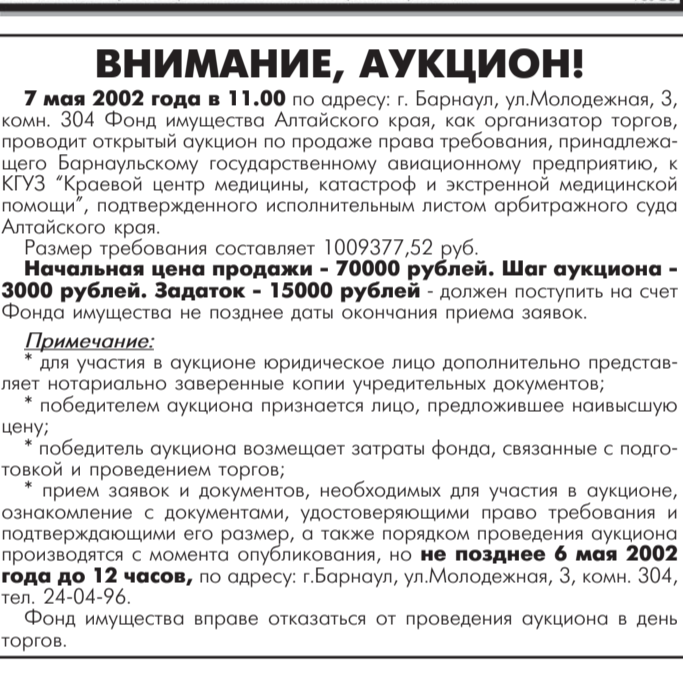 ВНИМАНИЕ, АУКЦИОН!
7 мая 2002 года в 11.00 по адресу: г. Барнаул, ул.Молодежная, 3,
комн. 304 Фонд имущества Алтайского края, как организатор торгов,
проводит открытый аукцион по продаже права требования, принадлежа-
щего Барнаульскому государственному авиационному предприятию, к
КГУЗ "Краевой центр медицины, катастроф и экстренной медицинской
помощи", подтвержденного исполнительным листом арбитражного суда
Алтайского края.
Размер требования составляет 1009377,52 руб.
Начальная цена продажи - 70000 рублей. Шаг аукциона -
3000 рублей. Задаток - 15000 рублей - должен поступить на счет
Фонда имущества не позднее даты окончания приема заявок.
Примечание:
* для участия в аукционе юридическое лицо дополнительно представ-
ляет нотариально заверенные копии учредительных документов;
* победителем аукциона признается лицо, предложившее наивысшую
цену;
* победитель аукциона возмещает затраты фонда, связанные с подго-
товкой и проведением торгов;
* прием заявок и документов, необходимых для участия в аукционе,
ознакомление с документами, удостоверяющими право требования и
подтверждающими его размер, а также порядком проведения аукциона
производятся с момента опубликования, но не позднее 6 мая 2002
года до 12 часов, по адресу: г.Барнаул, ул.Молодежная, 3, комн. 304,
тел. 24-04-96.
Фонд имущества вправе отказаться от проведения аукциона в день
торгов.